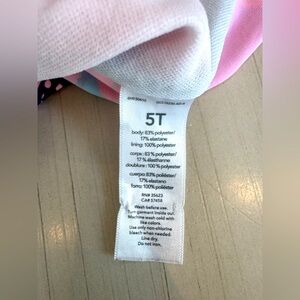 5T
body: 83% polyester/
17% elastane
lining: 100% polyester
corps: 83% polyester/
17% élasthanne
doublure: 100% polyester
cuerpo: 83% poliéster/
17% elastano
forro: 100% poliéster
RN# 35623
CA# 57458
Wash before use.
Turn garment inside out.
Machine wash cold with
like colors.
Use only non-chlorine
bleach when needed.
Line dry.
Do not iron.